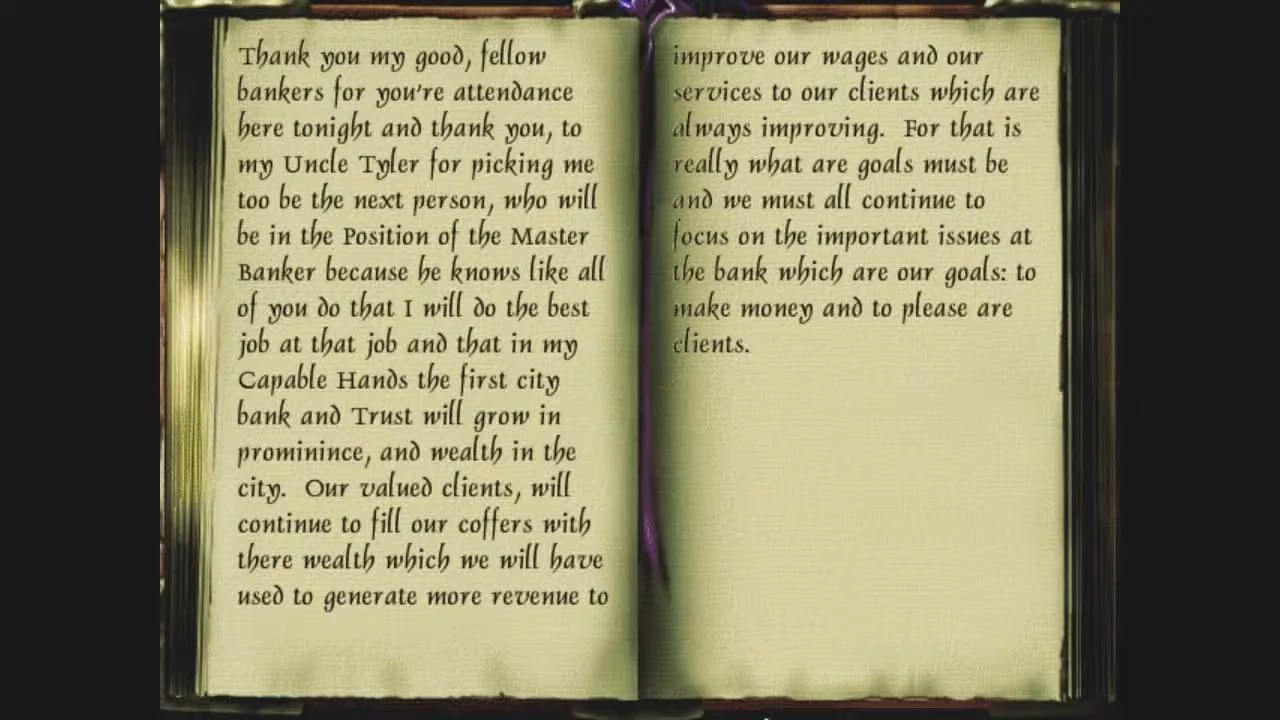 Thank you my good, fellow
bankers for you're attendance
here tonight and thank you, to
my Uncle Tyler for picking me
too be the next person, who will
be in the Position of the Master
Banker because he knows like all
of you do that I will do the best
job at that job and that in my
Capable Hands the first city
bank and Trust will grow in
prominince, and wealth in the
city.  Our valued clients, will
continue to fill our coffers with
there wealth which we will have
used to generate more revenue to
improve our wages and our
services to our clients which are
always improving.  For that is
really what are goals must be
and we must all continue to
focus on the important issues at
the bank which are our goals: to
make money and to please are
clients.